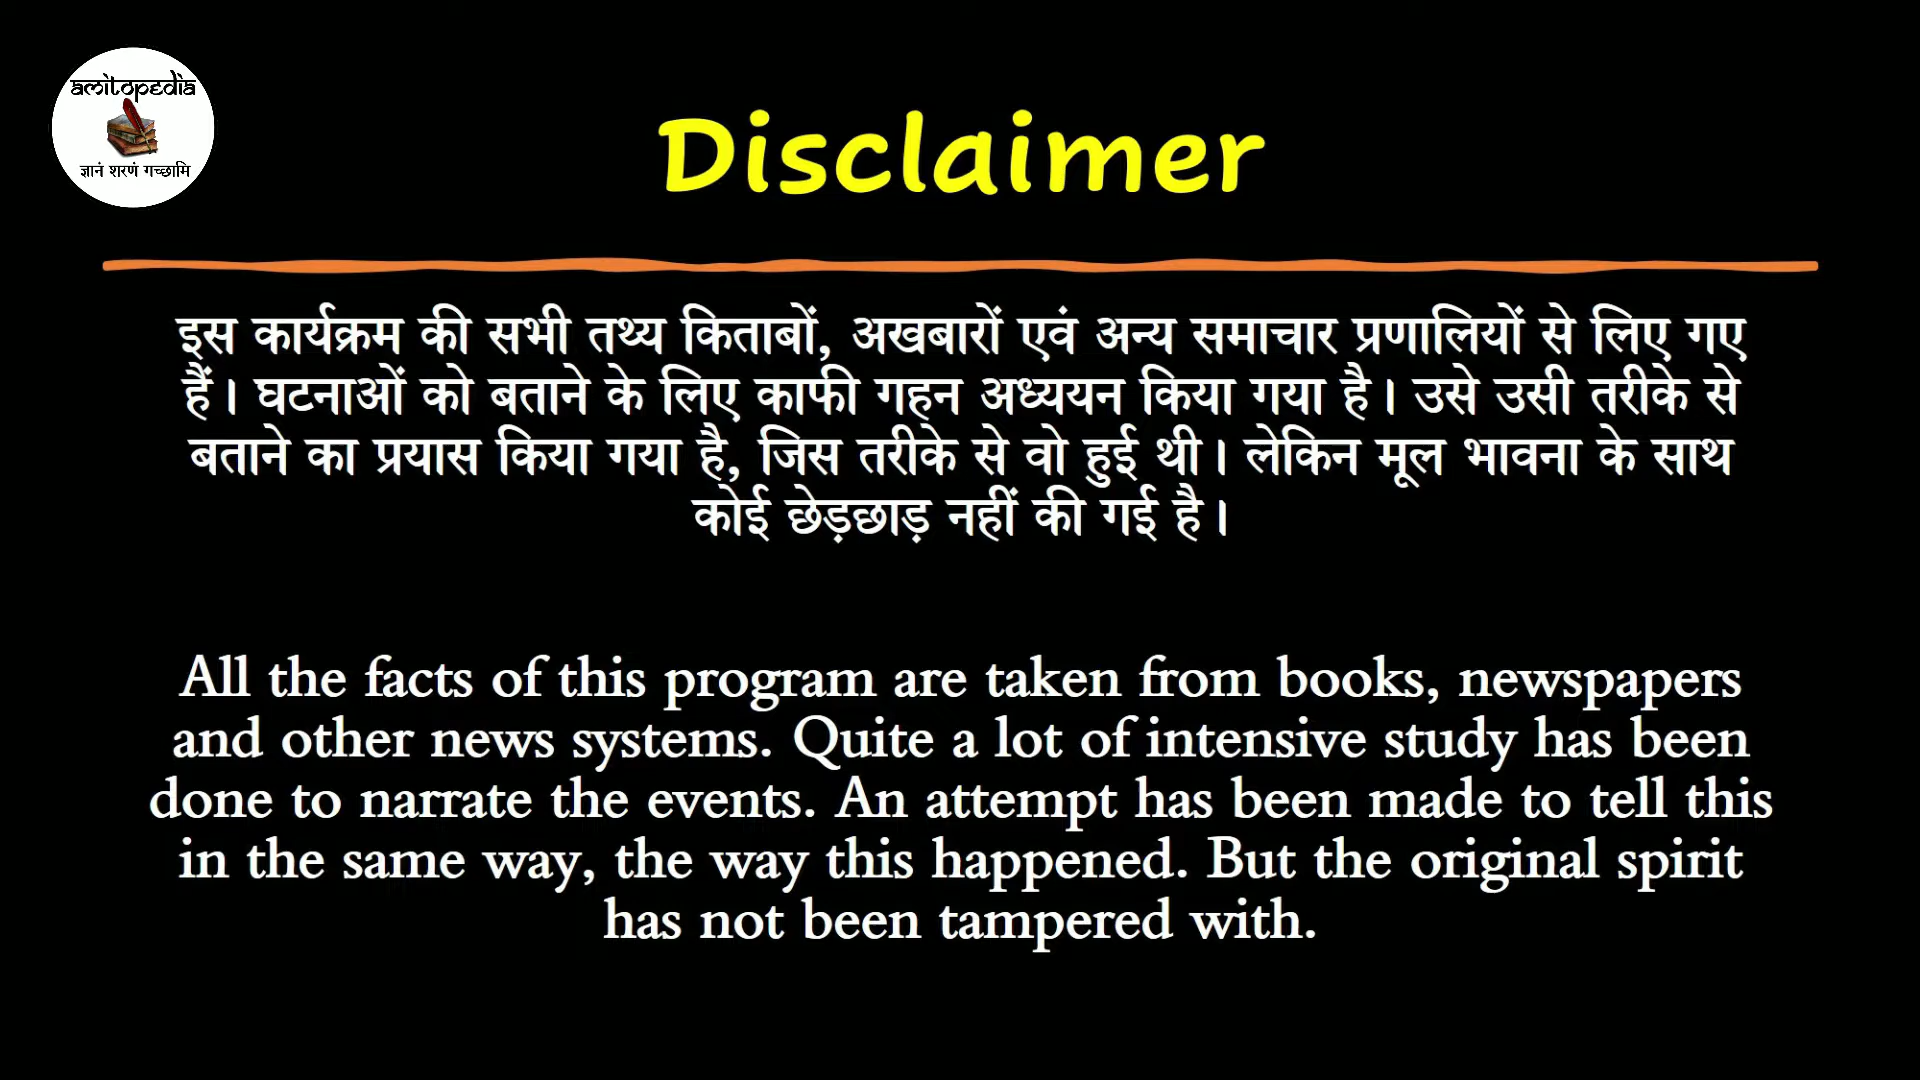 amitopedia
ज्ञानं शरणं गच्छामि
Disclaimer
इस कार्यक्रम की सभी तथ्य किताबों, अखबारों एवं अन्य समाचार प्रणालियों से लिए गए
हैं। घटनाओं को बताने के लिए काफी गहन अध्ययन किया गया है। उसे उसी तरीके से
बताने का प्रयास किया गया है, जिस तरीके से वो हुई थी। लेकिन मूल भावना के साथ
कोई छेड़छाड़ नहीं की गई है।
All the facts of this program are taken from books, newspapers
and other news systems. Quite a lot of intensive study has been
done to narrate the events. An attempt has been made to tell this
in the same way, the way this happened. But the original spirit
has not been tampered with.